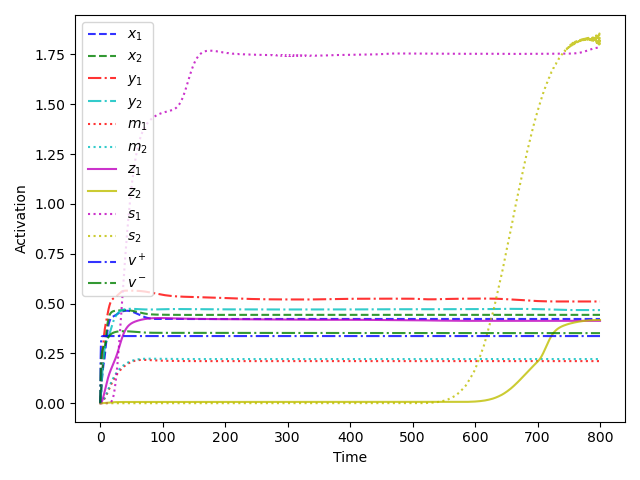 1.75
1.50
1.25
1.00
0.75
0.50
0.25
0.00
Activation
x₁
x₂
y₁
y₂
m₁
m₂
z₁
z₂
s₁
s₂
v⁺
v⁻
0 100 200 300 400 500 600 700 800
Time